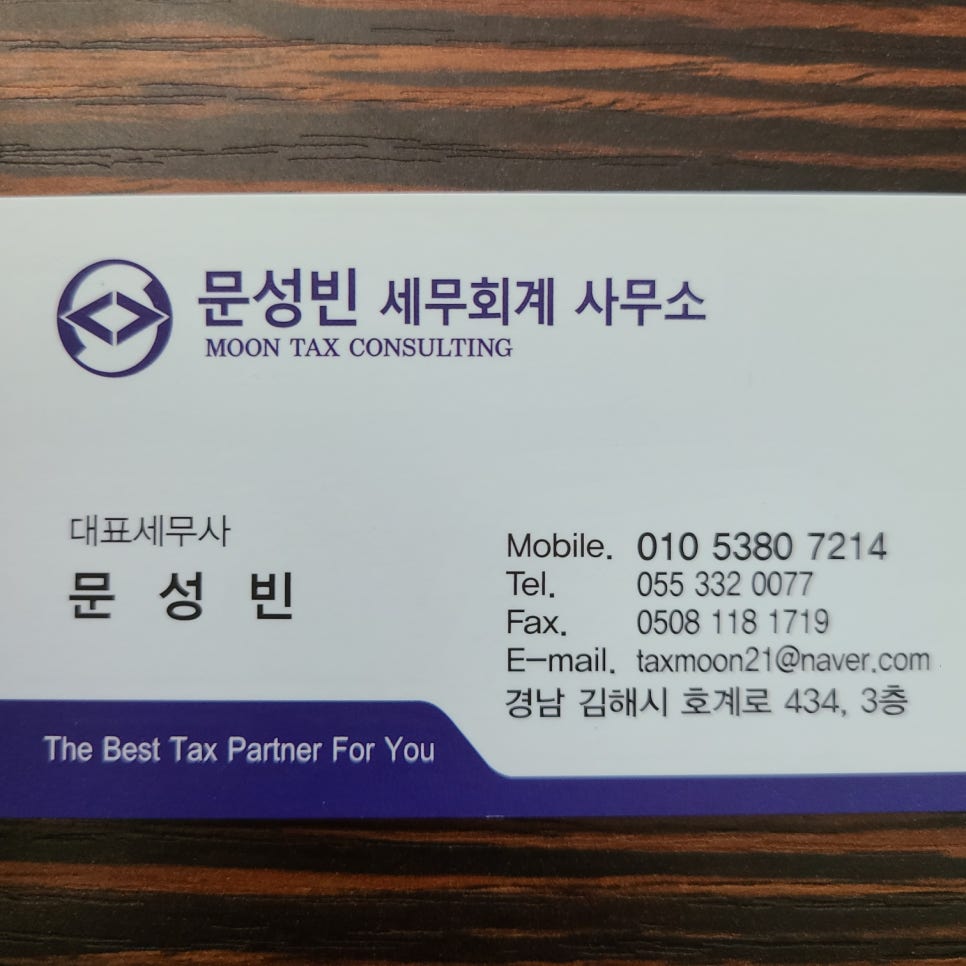 문성빈 세무회계 사무소
MOON TAX CONSULTING
대표세무사
문 성 빈
Mobile. 010 5380 7214
Tel. 055 332 0077
Fax. 0508 118 1719
E-mail. taxmoon21@naver.com
경남 김해시 호계로 434, 3층
The Best Tax Partner For You